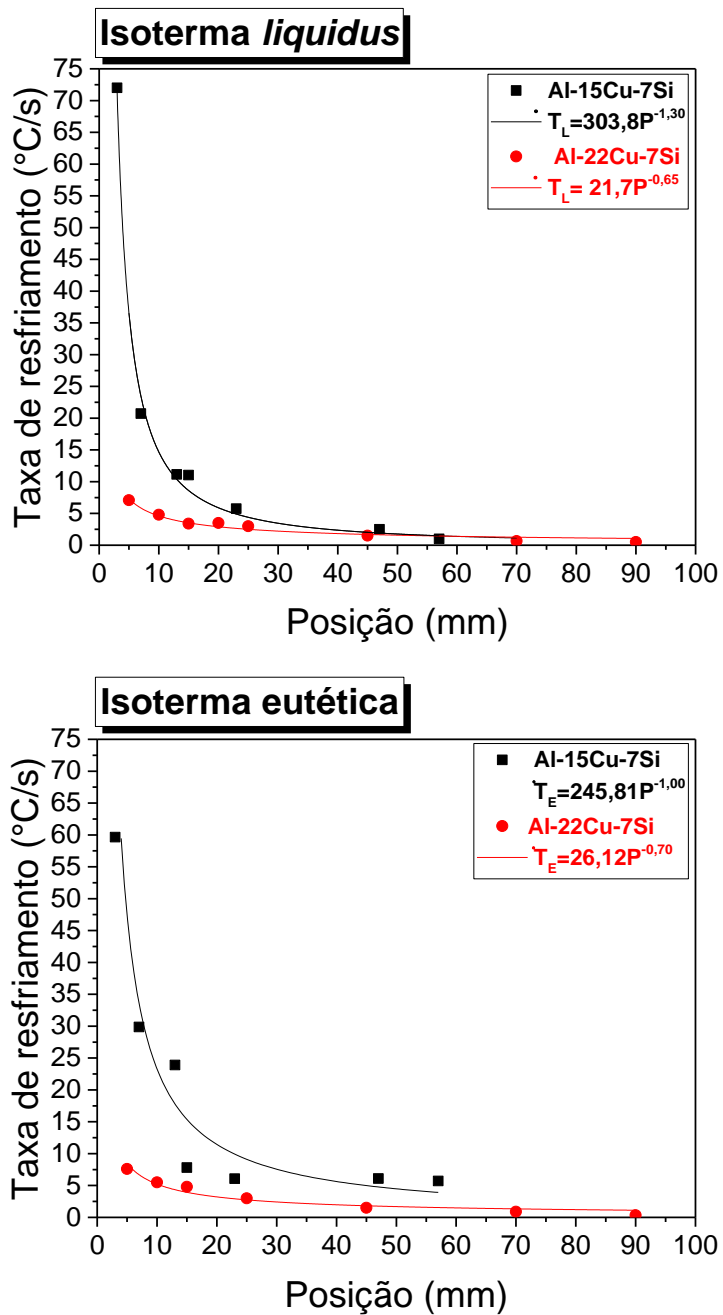 Isoterma liquidus
75
70
65
60
55
50
45
40
35
30
25
20
15
10
5
0
Taxa de resfriamento (°C/s)
Al-15Cu-7Si
Ṫ_L=303,8P^-1,30
Al-22Cu-7Si
Ṫ_L= 21,7P^-0,65
0 10 20 30 40 50 60 70 80 90 100
Posição (mm)
Isoterma eutética
75
70
65
60
55
50
45
40
35
30
25
20
15
10
5
0
Taxa de resfriamento (°C/s)
Al-15Cu-7Si
Ṫ_E=245,81P^-1,00
Al-22Cu-7Si
Ṫ_E=26,12P^-0,70
0 10 20 30 40 50 60 70 80 90 100
Posição (mm)